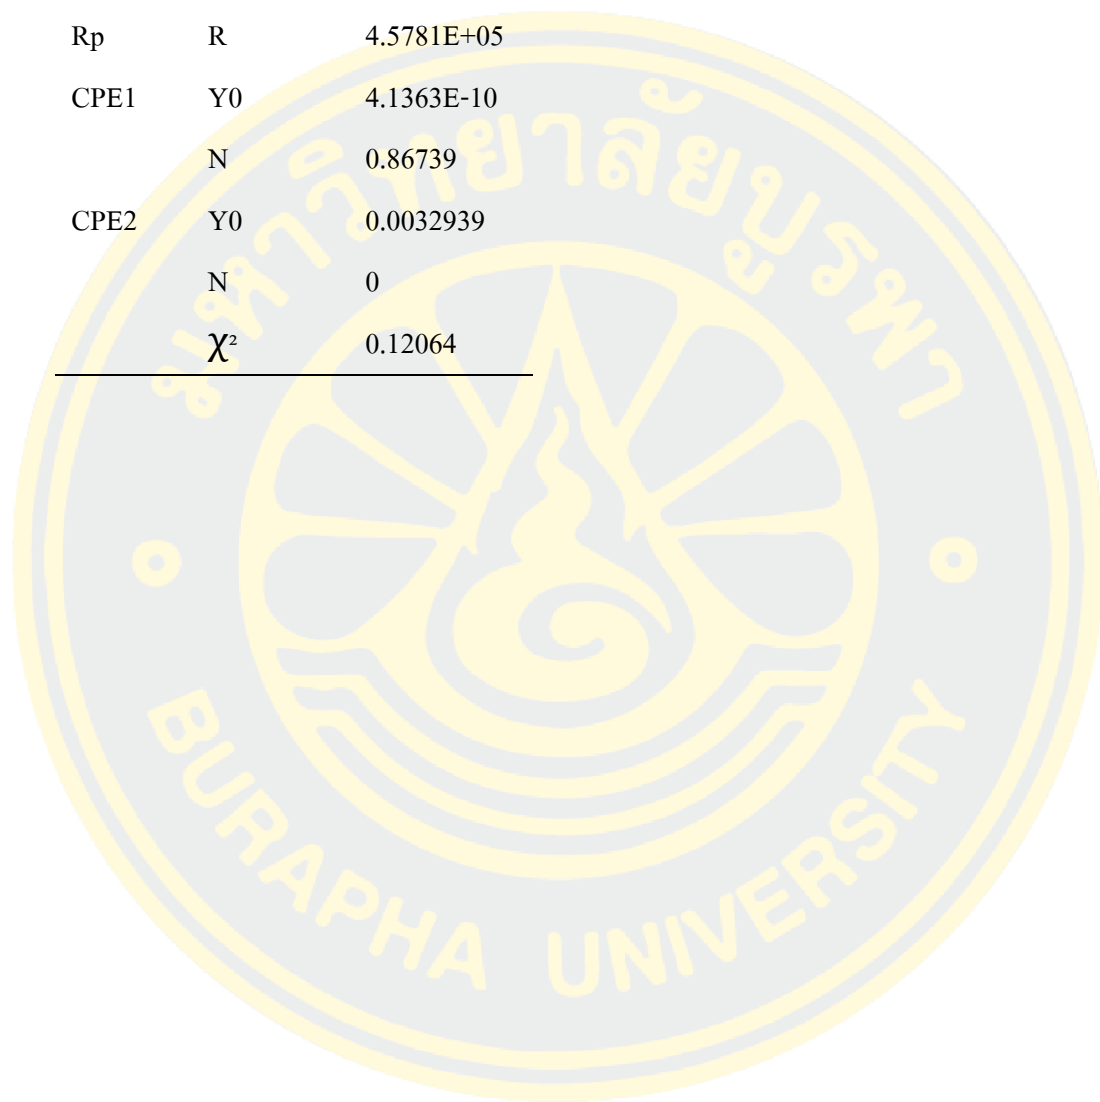 Rp R 4.5781E+05
CPE1 Y0 4.1363E-10
N 0.86739
CPE2 Y0 0.0032939
N 0
χ² 0.12064
มหาวิทยาลัยบูรพา
BURAPHA UNIVERSITY